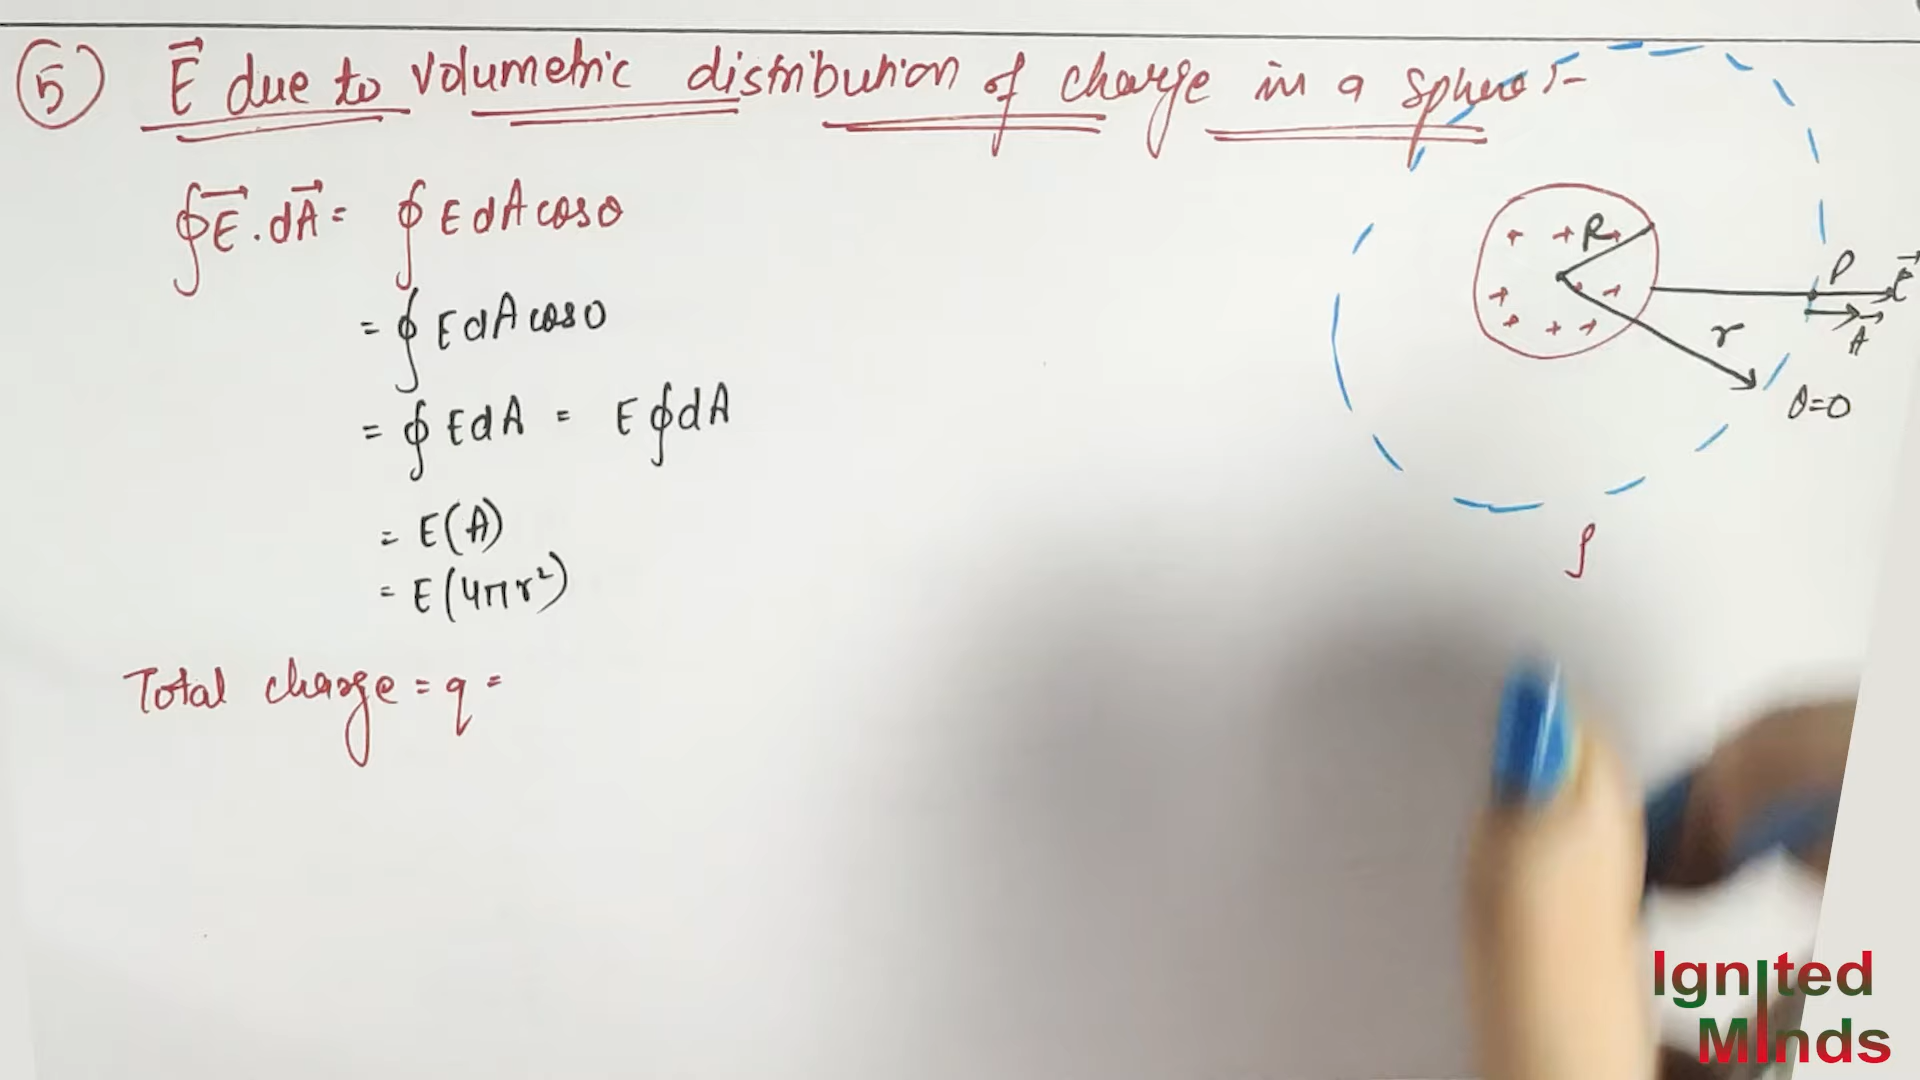 5 E⃗ due to volumetric distribution of charge in a sphere :-
∮E⃗.dA⃗ = ∮ E dA cosθ
= ∮ E dA cos0
= ∮ E dA = E ∮ dA
= E(A)
= E(4πr²)
Total charge = q =
R
P
E⃗
A⃗
r
θ=0
ρ
Ignited
Minds